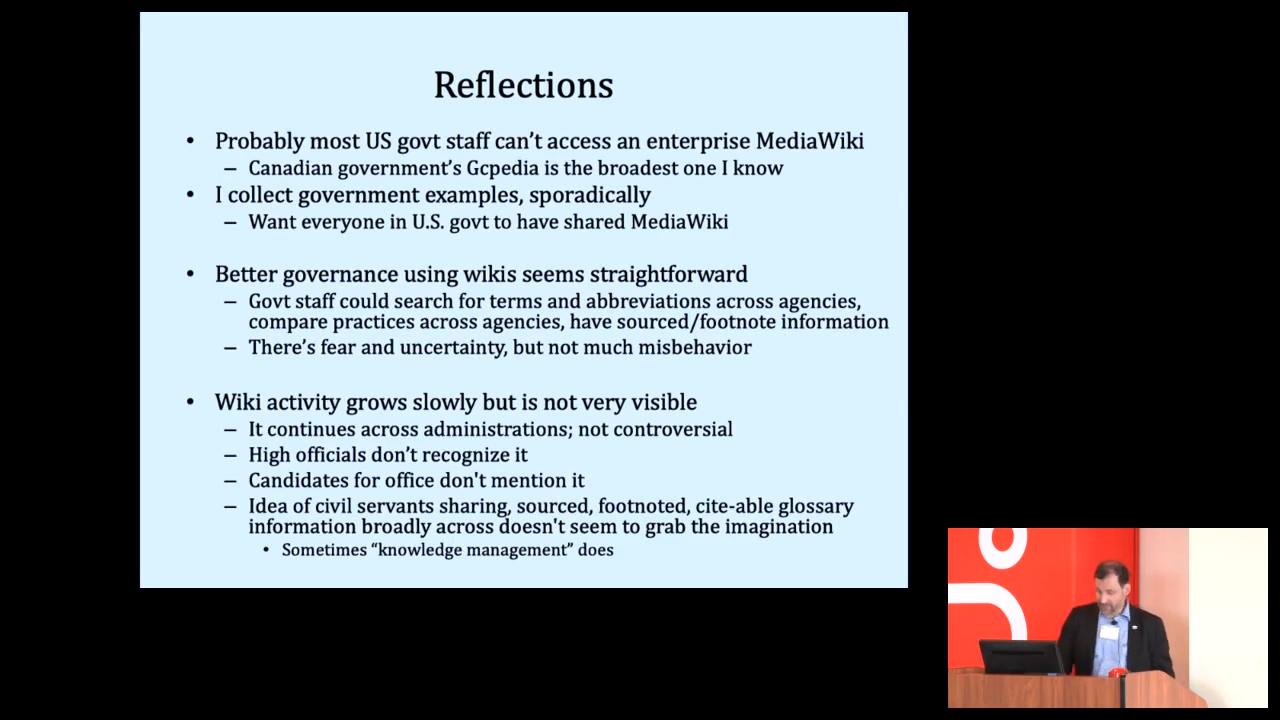 Reflections
• Probably most US govt staff can’t access an enterprise MediaWiki
– Canadian government’s Gcpedia is the broadest one I know
• I collect government examples, sporadically
– Want everyone in U.S. govt to have shared MediaWiki
• Better governance using wikis seems straightforward
– Govt staff could search for terms and abbreviations across agencies,
compare practices across agencies, have sourced/footnote information
– There’s fear and uncertainty, but not much misbehavior
• Wiki activity grows slowly but is not very visible
– It continues across administrations; not controversial
– High officials don’t recognize it
– Candidates for office don't mention it
– Idea of civil servants sharing, sourced, footnoted, cite-able glossary
information broadly across doesn't seem to grab the imagination
• Sometimes “knowledge management” does